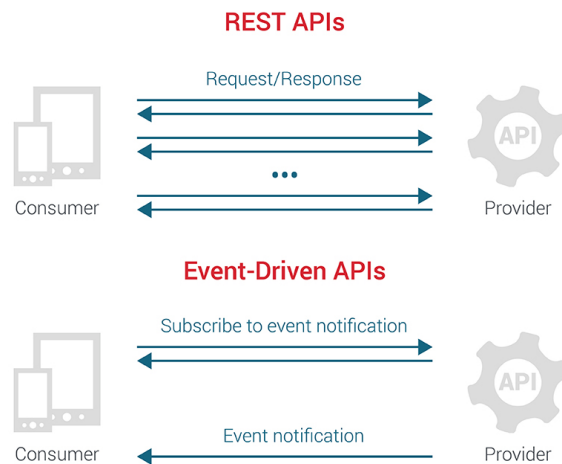 REST APIs
Request/Response
API
...
Consumer
Provider
Event-Driven APIs
Subscribe to event notification
API
Event notification
Consumer
Provider